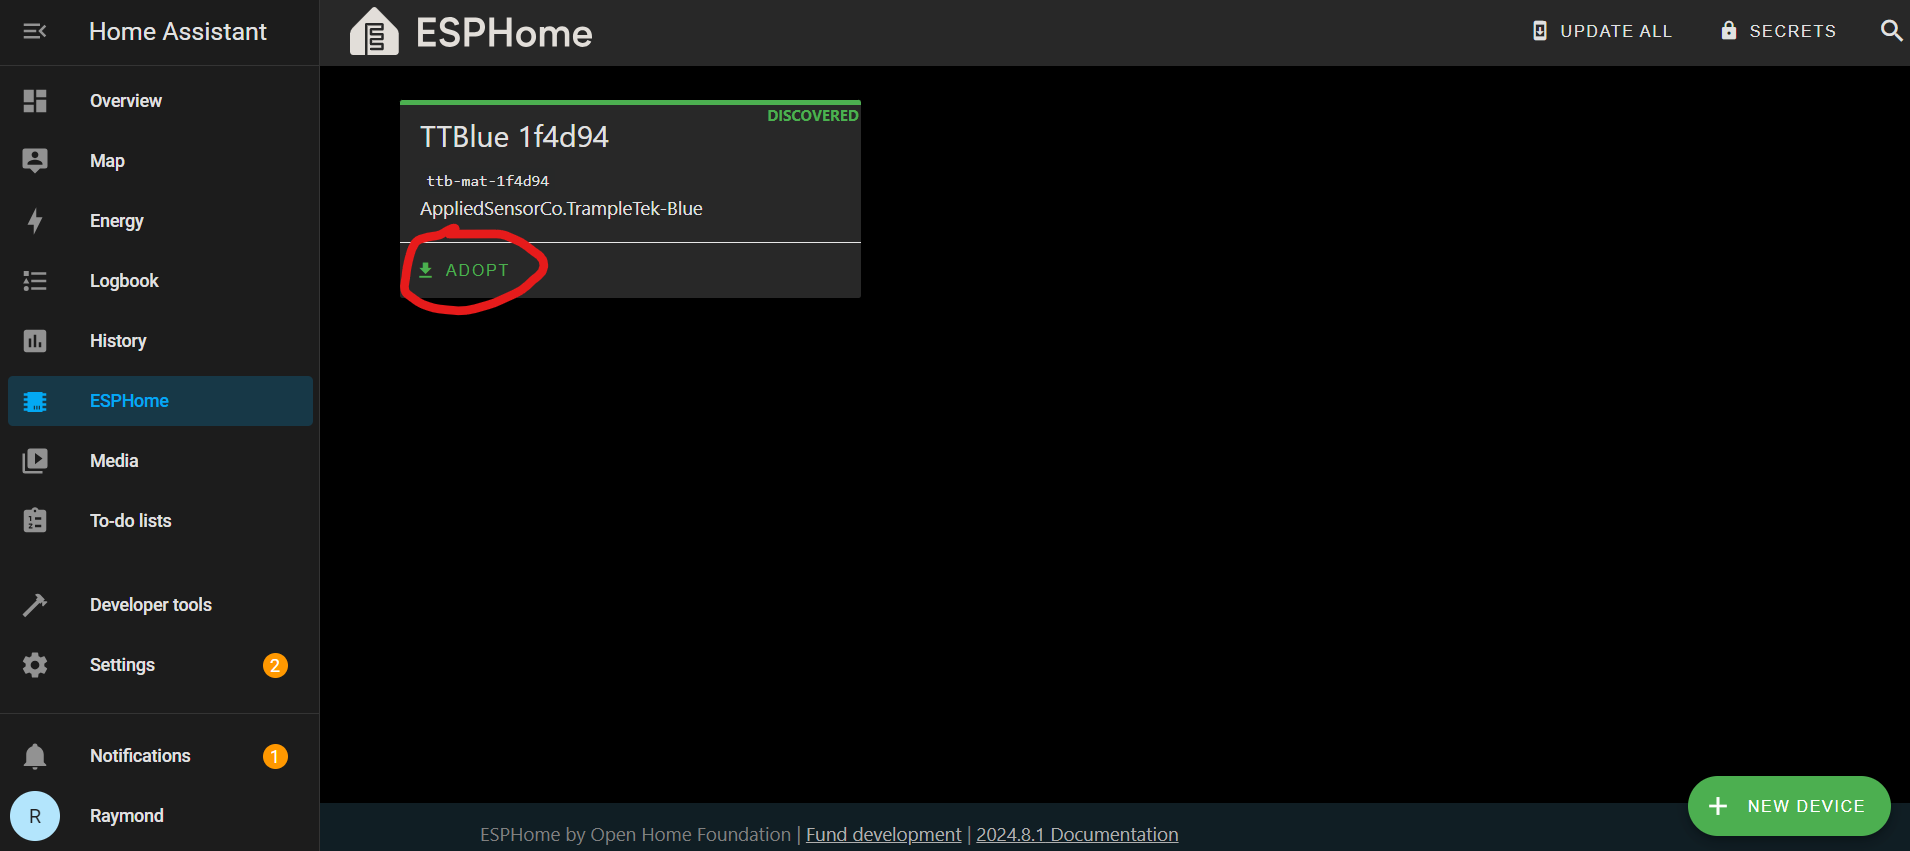 Home Assistant
ESPHome
UPDATE ALL
SECRETS
Overview
Map
Energy
Logbook
History
ESPHome
Media
To-do lists
Developer tools
Settings
2
Notifications
1
R
Raymond
DISCOVERED
TTBlue 1f4d94
ttb-mat-1f4d94
AppliedSensorCo.TrampleTek-Blue
ADOPT
NEW DEVICE
ESPHome by Open Home Foundation | Fund development | 2024.8.1 Documentation